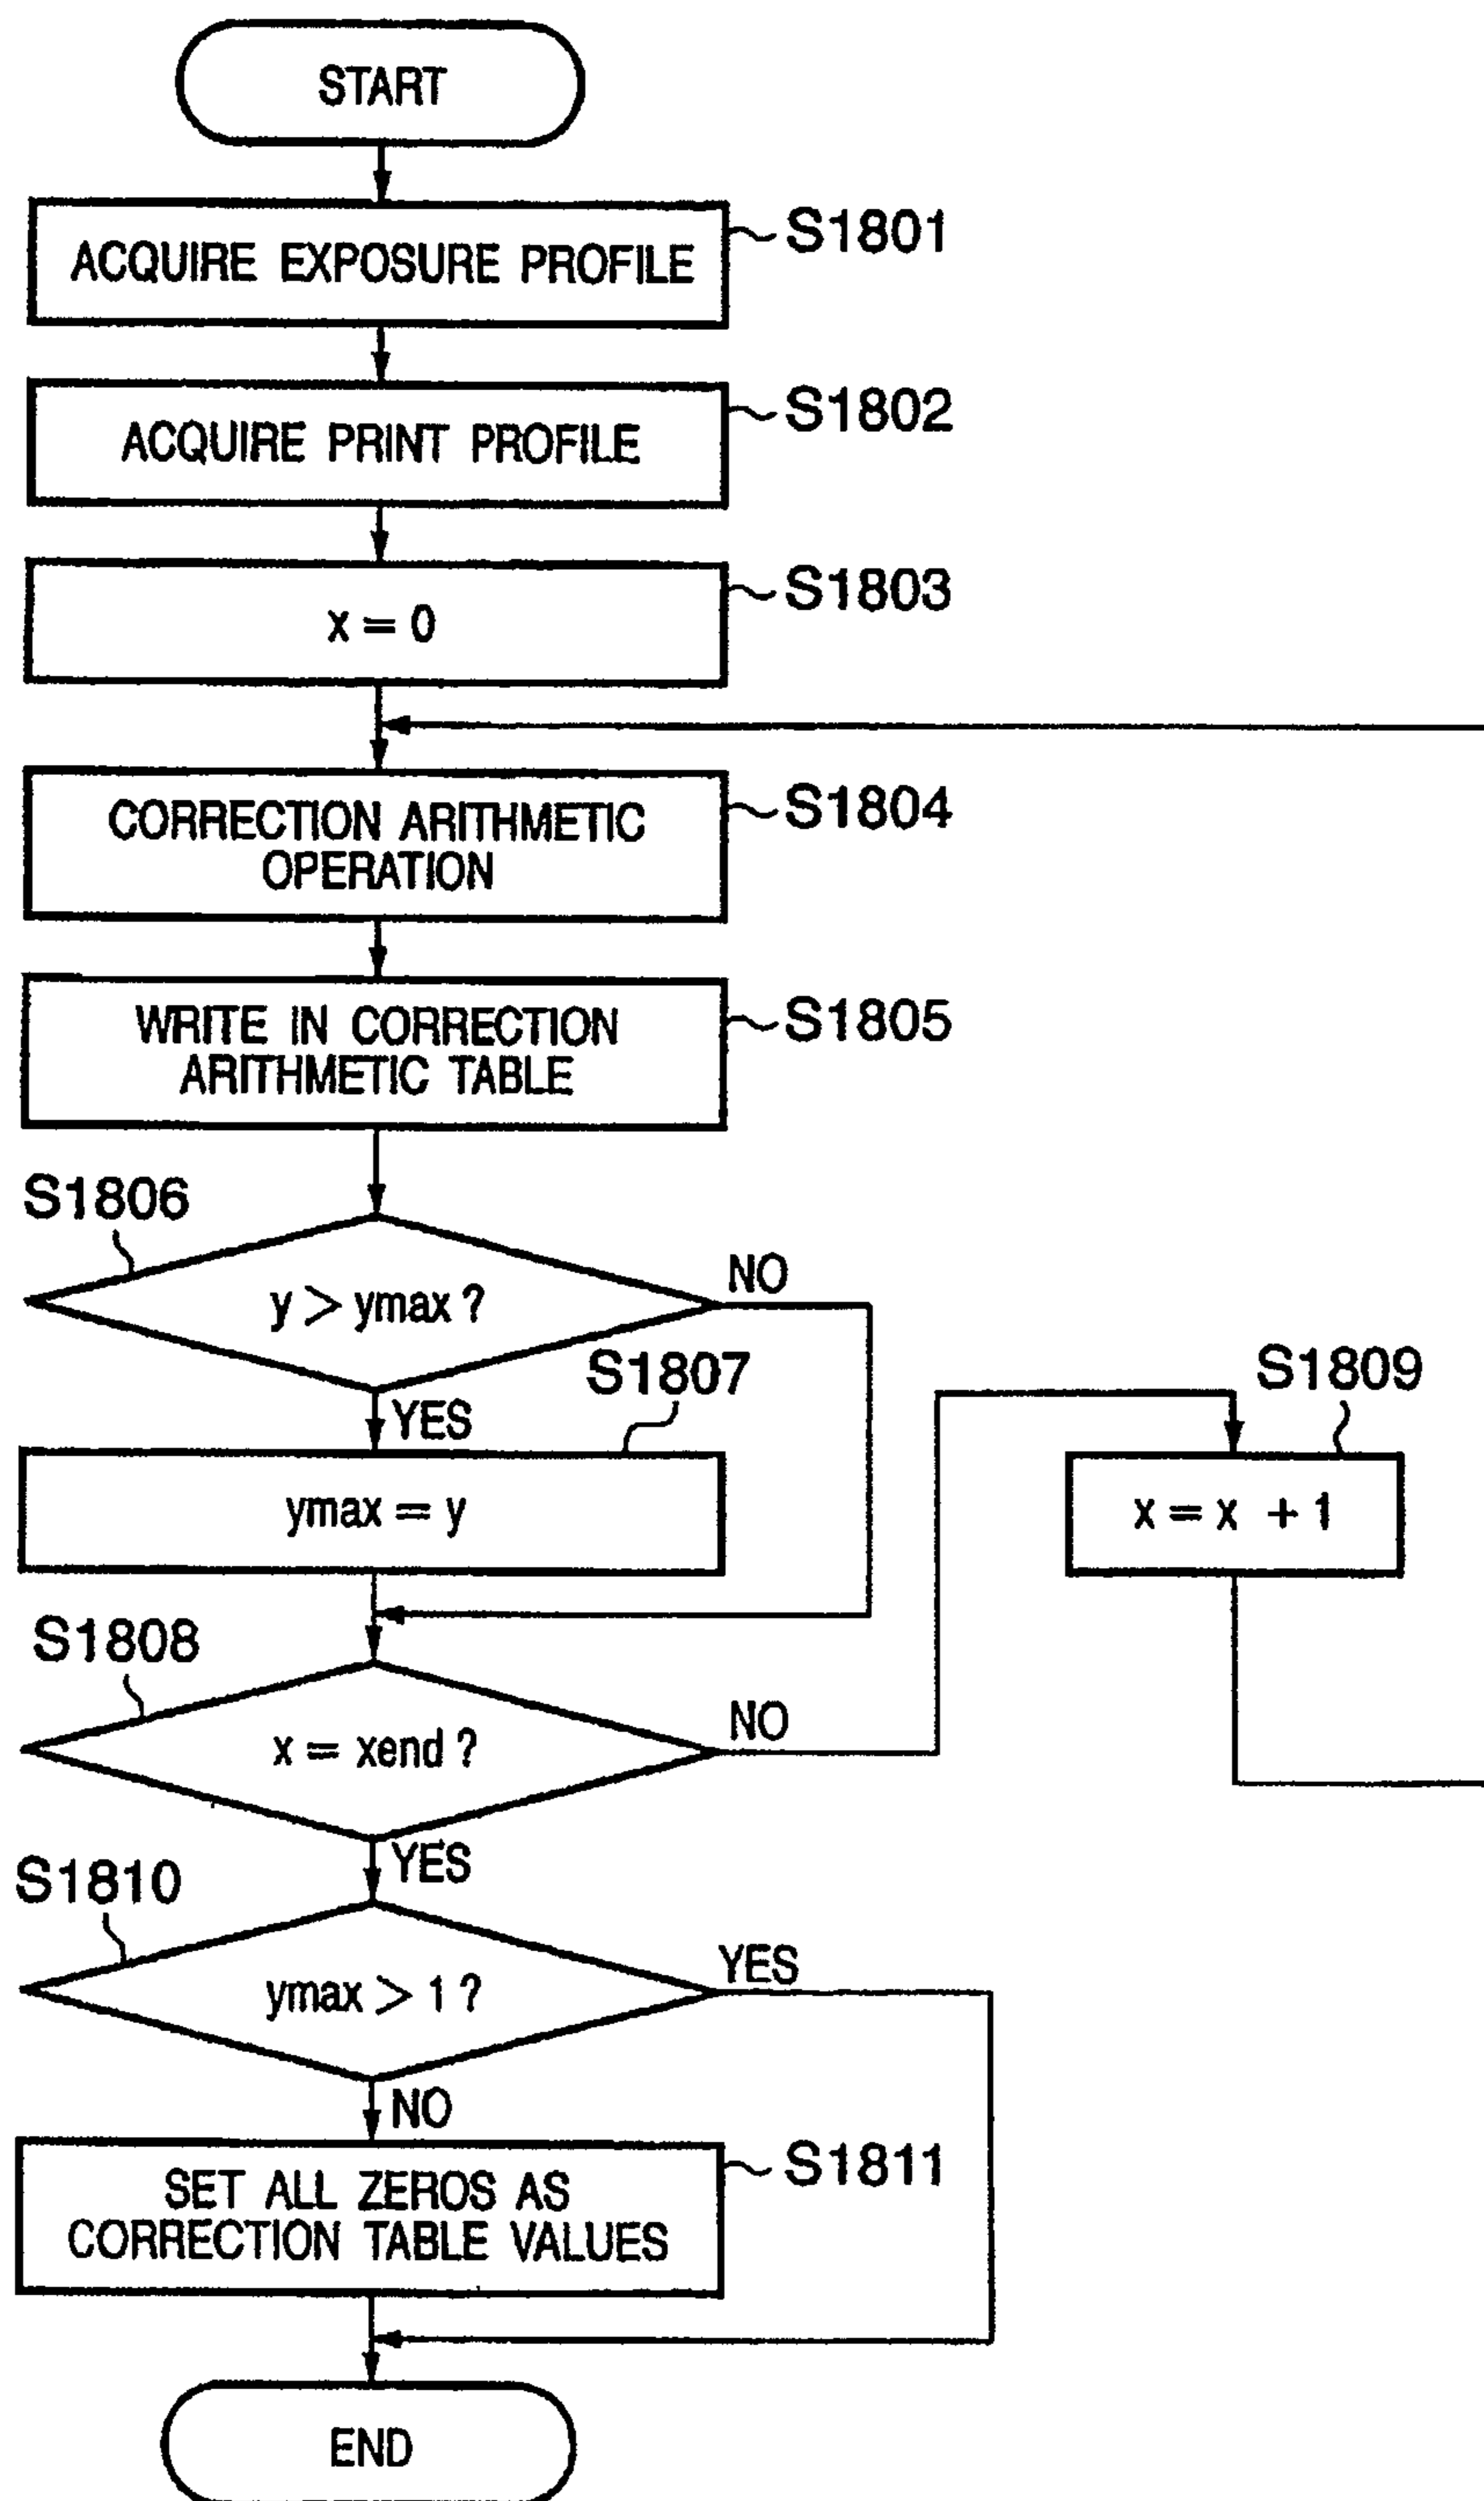 START
ACQUIRE EXPOSURE PROFILE
S1801
ACQUIRE PRINT PROFILE
S1802
x = 0
S1803
CORRECTION ARITHMETIC
OPERATION
S1804
WRITE IN CORRECTION
ARITHMETIC TABLE
S1805
S1806
y > ymax ?
NO
YES
S1807
ymax = y
S1809
x = x + 1
S1808
x = xend ?
NO
YES
S1810
ymax > 1 ?
YES
NO
SET ALL ZEROS AS
CORRECTION TABLE VALUES
S1811
END